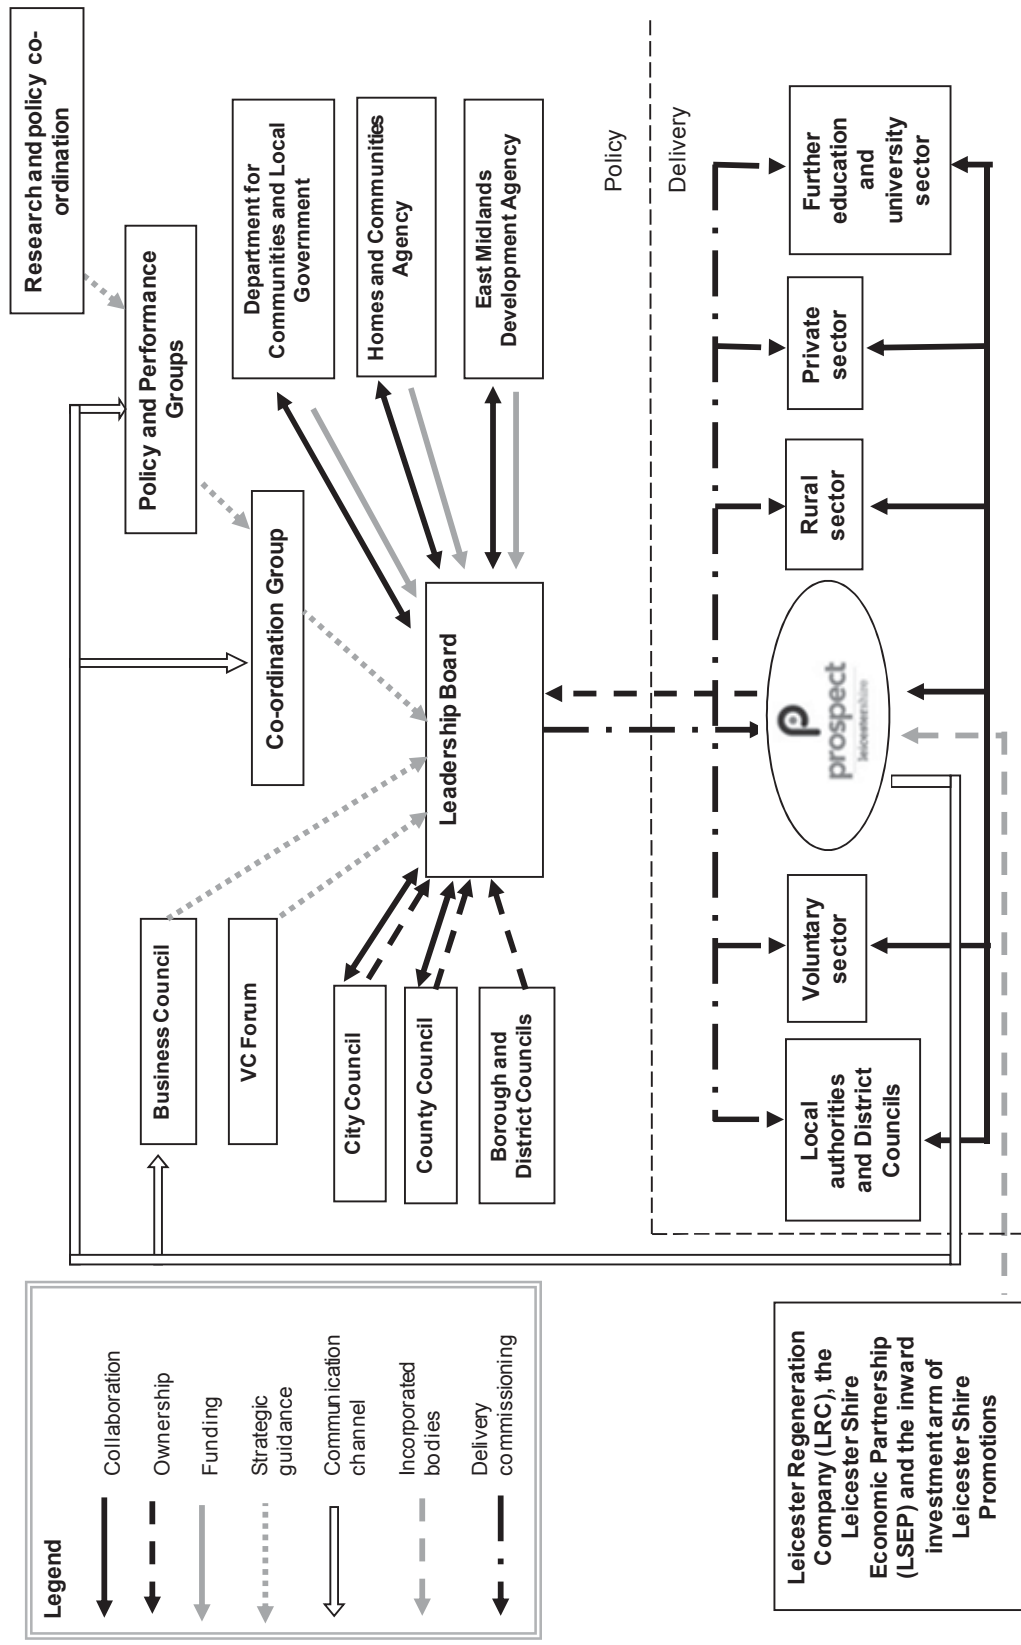 Research and policy co-
ordination
Policy and Performance
Groups
Co-ordination Group
Business Council
VC Forum
Department for
Communities and Local
Government
Homes and Communities
Agency
East Midlands
Development Agency
City Council
County Council
Borough and
District Councils
Leadership Board
Policy
Delivery
Local
authorities
and District
Councils
Voluntary
sector
prospect
leicestershire
Rural
sector
Private
sector
Further
education
and
university
sector
Legend
Collaboration
Ownership
Funding
Strategic
guidance
Communication
channel
Incorporated
bodies
Delivery
commissioning
Leicester Regeneration
Company (LRC), the
Leicester Shire
Economic Partnership
(LSEP) and the inward
investment arm of
Leicester Shire
Promotions